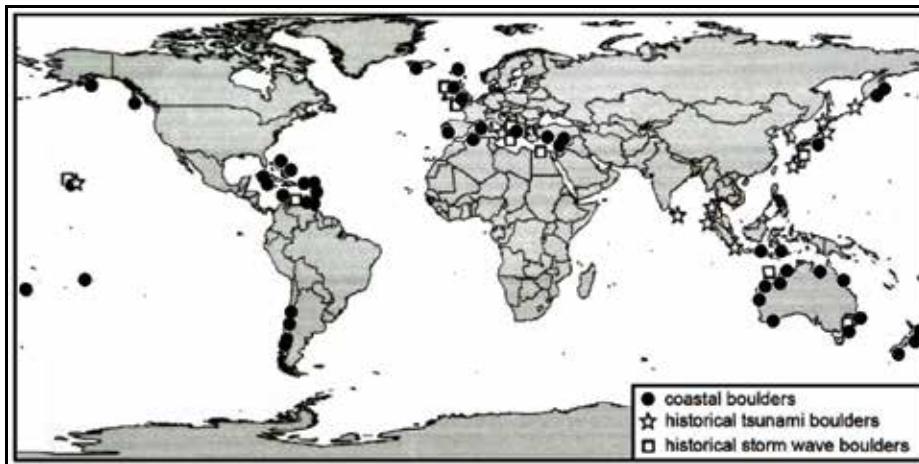 coastal boulders
historical tsunami boulders
historical storm wave boulders